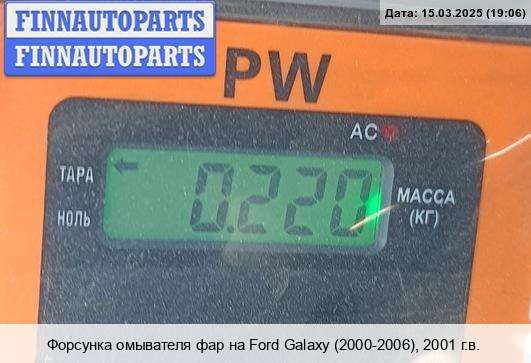 FINNAUTOPARTS
FINNAUTOPARTS
Дата: 15.03.2025 (19:06)
PW
AC
ТАРА
НОЛЬ
0.220
МАССА
(КГ)
Форсунка омывателя фар на Ford Galaxy (2000-2006), 2001 г.в.